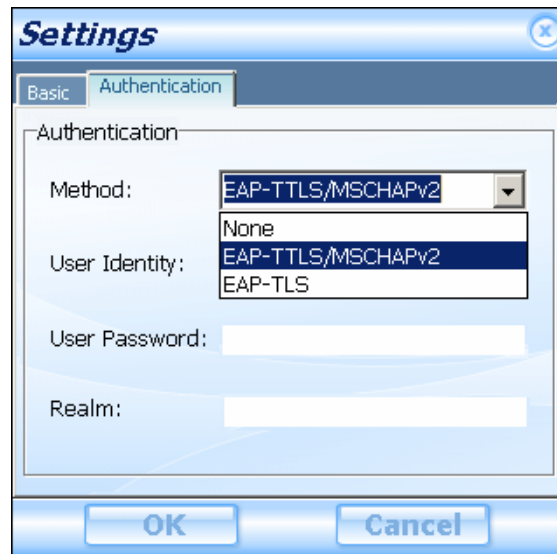 Settings
Basic Authentication
Authentication
Method: EAP-TTLS/MSCHAPv2
None
User Identity: EAP-TTLS/MSCHAPv2
EAP-TLS
User Password:
Realm:
OK Cancel